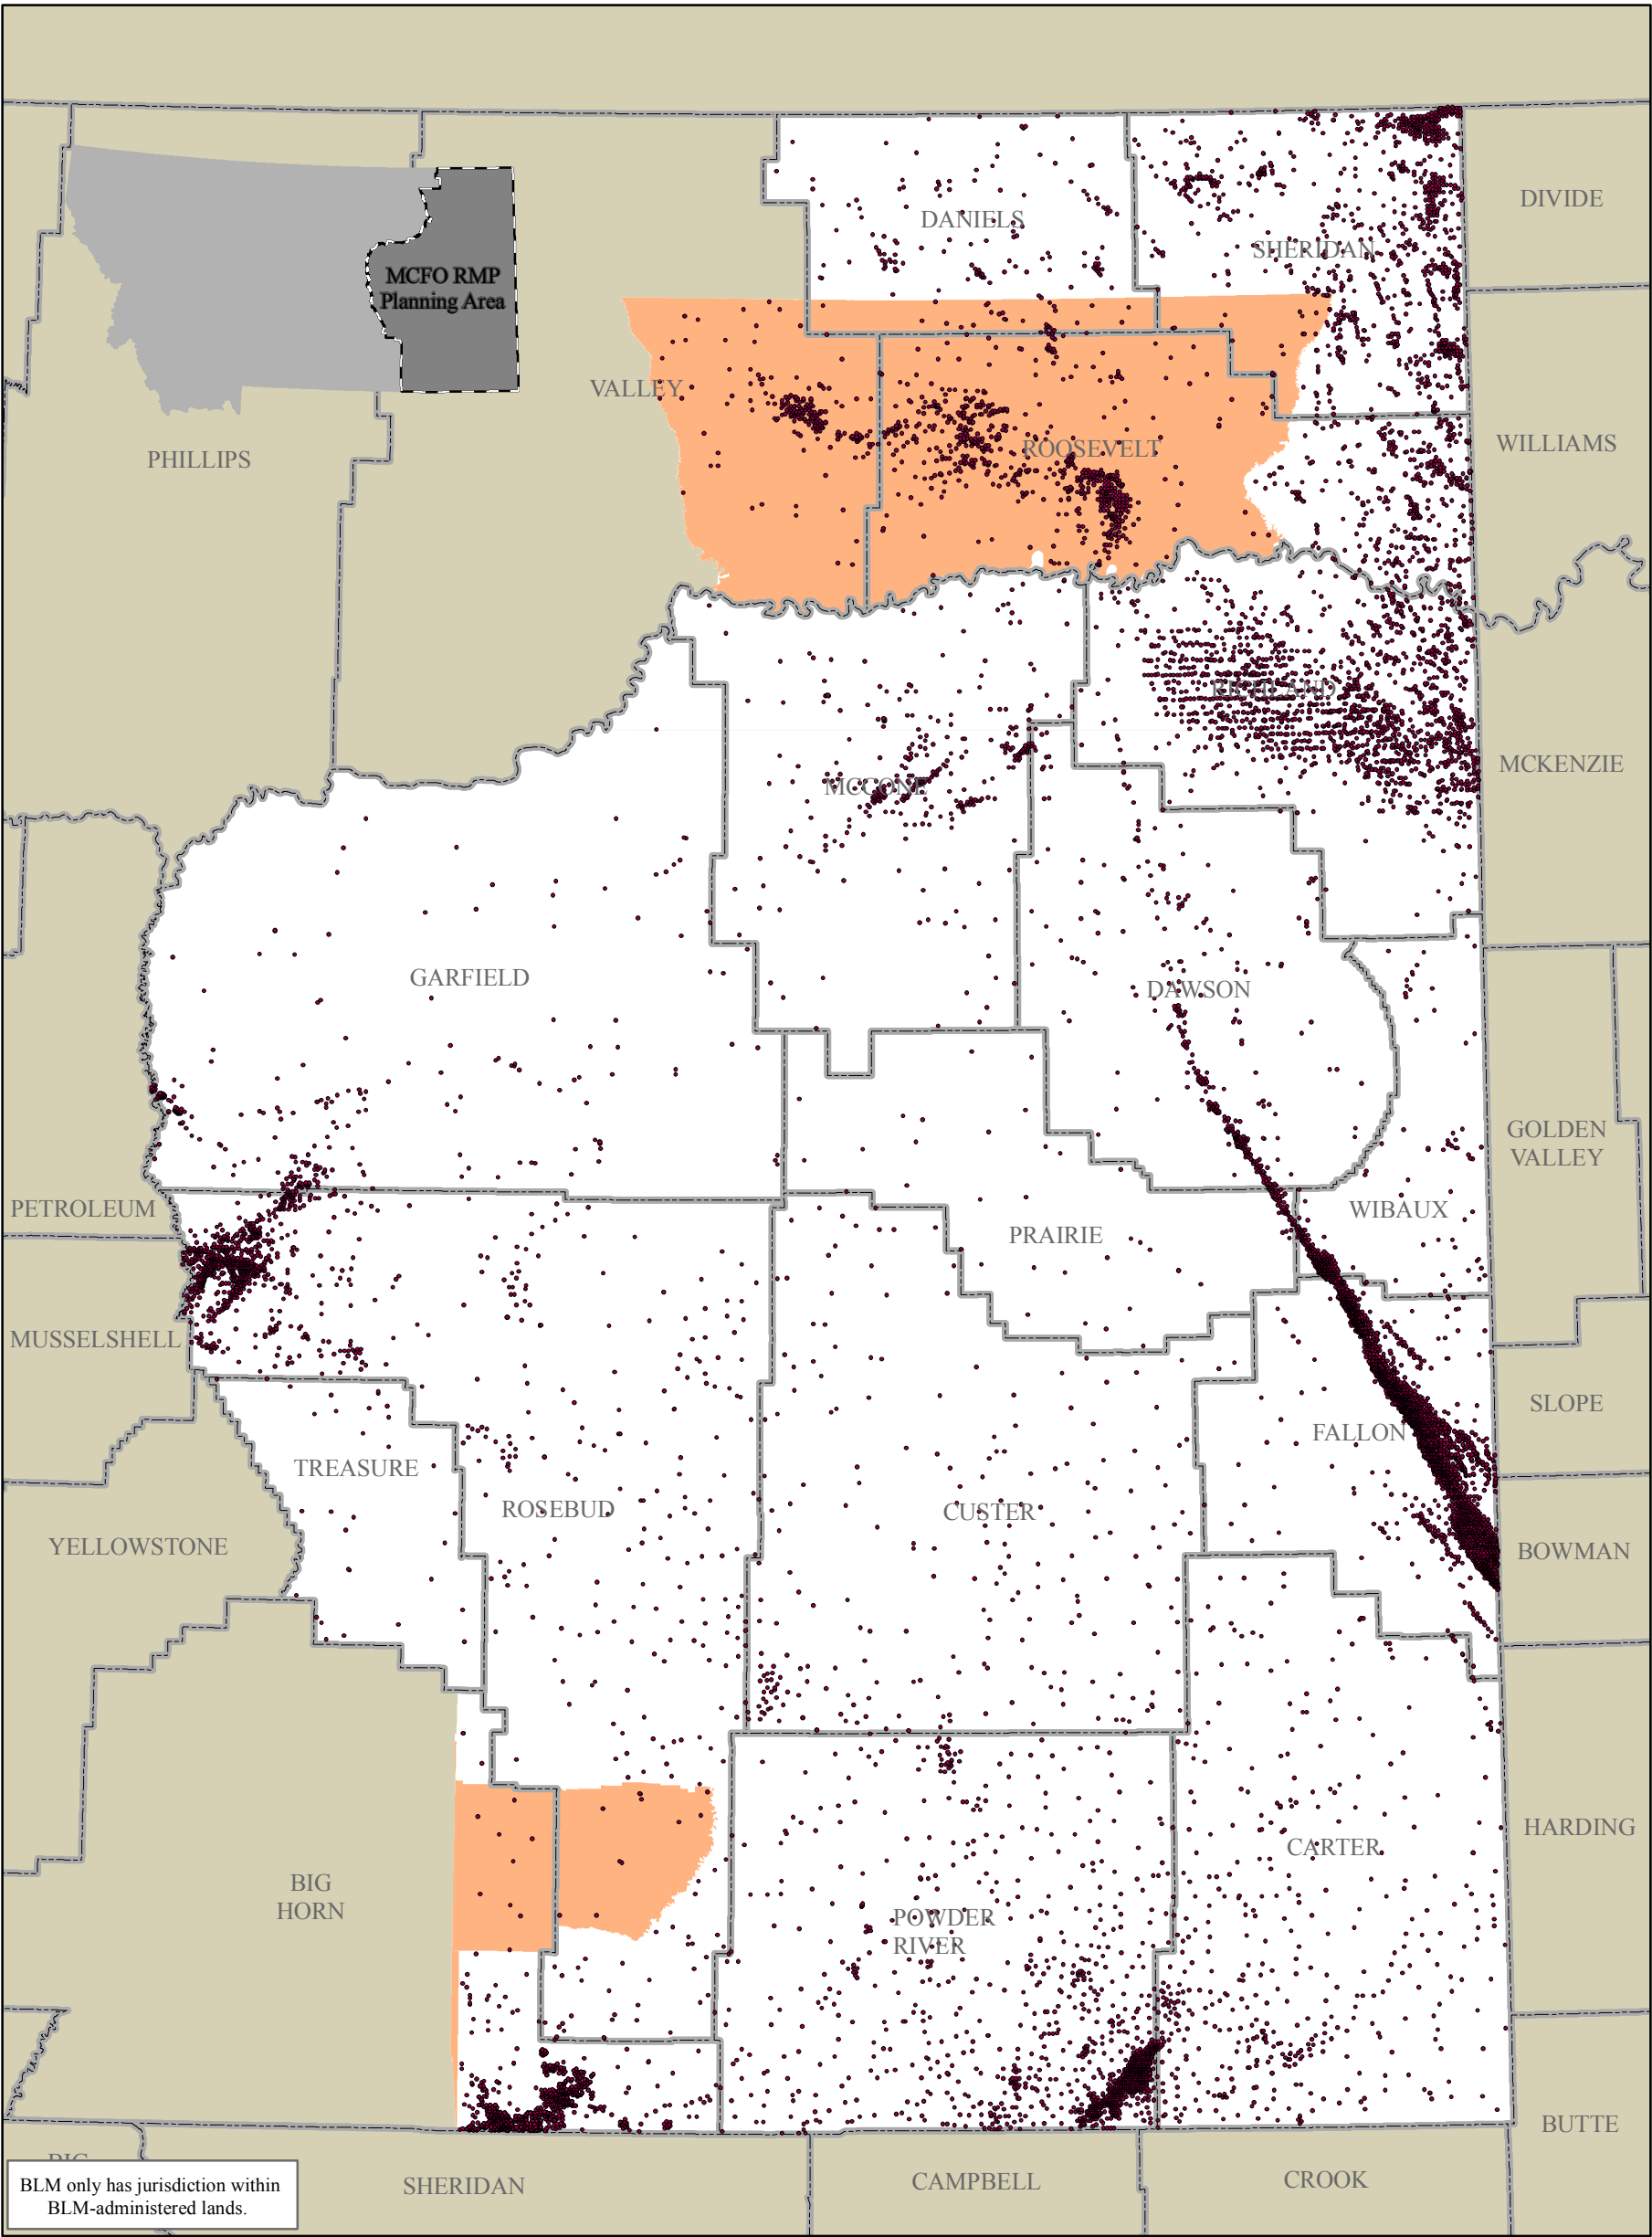 DIVIDE
DANIELS
SHERIDAN
MCFO RMP
Planning Area
VALLEY
PHILLIPS
ROOSEVELT
WILLIAMS
RICHLAND
MCKENZIE
MCCONE
GARFIELD
DAWSON
GOLDEN
VALLEY
PETROLEUM
WIBAUX
PRAIRIE
MUSSELSHELL
SLOPE
FALLON
TREASURE
ROSEBUD
CUSTER
YELLOWSTONE
BOWMAN
HARDING
CARTER
BIG
HORN
POWDER
RIVER
BUTTE
BIG
SHERIDAN
CAMPBELL
CROOK
BLM only has jurisdiction within
BLM-administered lands.